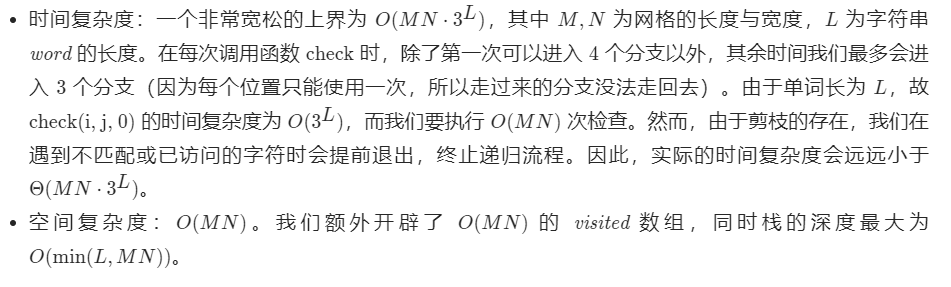 • 时间复杂度：一个非常宽松的上界为 O(MN · 3^L)，其中 M, N 为网格的长度与宽度，L 为字符串
word 的长度。在每次调用函数 check 时，除了第一次可以进入 4 个分支以外，其余时间我们最多会进
入 3 个分支（因为每个位置只能使用一次，所以走过来的分支没法走回去）。由于单词长为 L，故
check(i, j, 0) 的时间复杂度为 O(3^L)，而我们要执行 O(MN) 次检查。然而，由于剪枝的存在，我们在
遇到不匹配或已访问的字符时会提前退出，终止递归流程。因此，实际的时间复杂度会远远小于
Θ(MN · 3^L)。
• 空间复杂度：O(MN)。我们额外开辟了 O(MN) 的 visited 数组，同时栈的深度最大为
O(min(L, MN))。